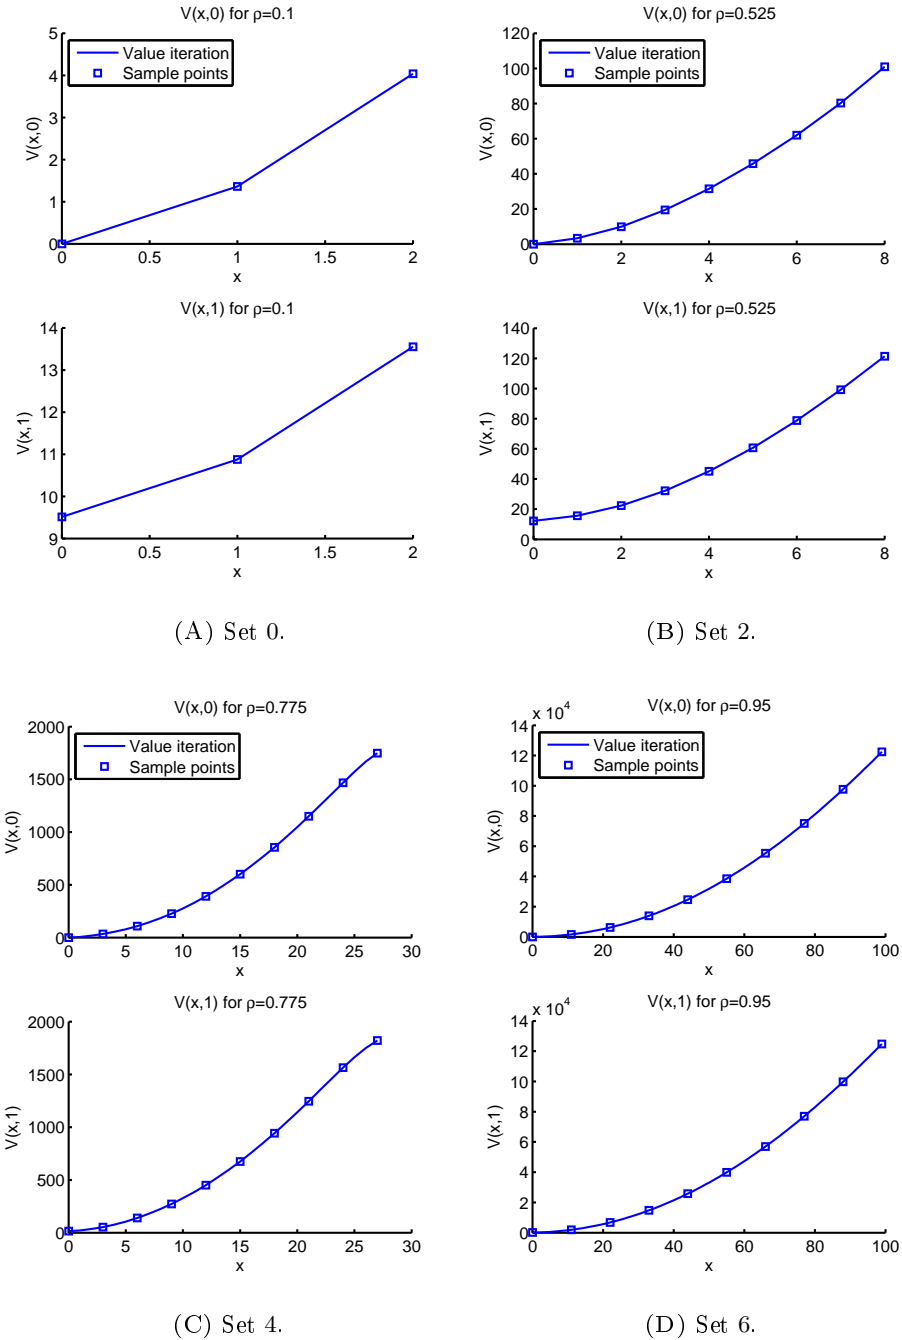 V(x,0) for ρ=0.1
5
4
3
2
1
0
V(x,0)
Value iteration
Sample points
0 0.5 1 1.5 2
x
V(x,0) for ρ=0.525
120
100
80
60
40
20
0
V(x,0)
Value iteration
Sample points
0 2 4 6 8
x
V(x,1) for ρ=0.1
14
13
12
11
10
9
V(x,1)
0 0.5 1 1.5 2
x
V(x,1) for ρ=0.525
140
120
100
80
60
40
20
0
V(x,1)
0 2 4 6 8
x
(A) Set 0.
(B) Set 2.
V(x,0) for ρ=0.775
2000
1500
1000
500
0
V(x,0)
Value iteration
Sample points
0 5 10 15 20 25 30
x
V(x,0) for ρ=0.95
x 10^4
14
12
10
8
6
4
2
0
V(x,0)
Value iteration
Sample points
0 20 40 60 80 100
x
V(x,1) for ρ=0.775
2000
1500
1000
500
0
V(x,1)
0 5 10 15 20 25 30
x
V(x,1) for ρ=0.95
x 10^4
14
12
10
8
6
4
2
0
V(x,1)
0 20 40 60 80 100
x
(C) Set 4.
(D) Set 6.